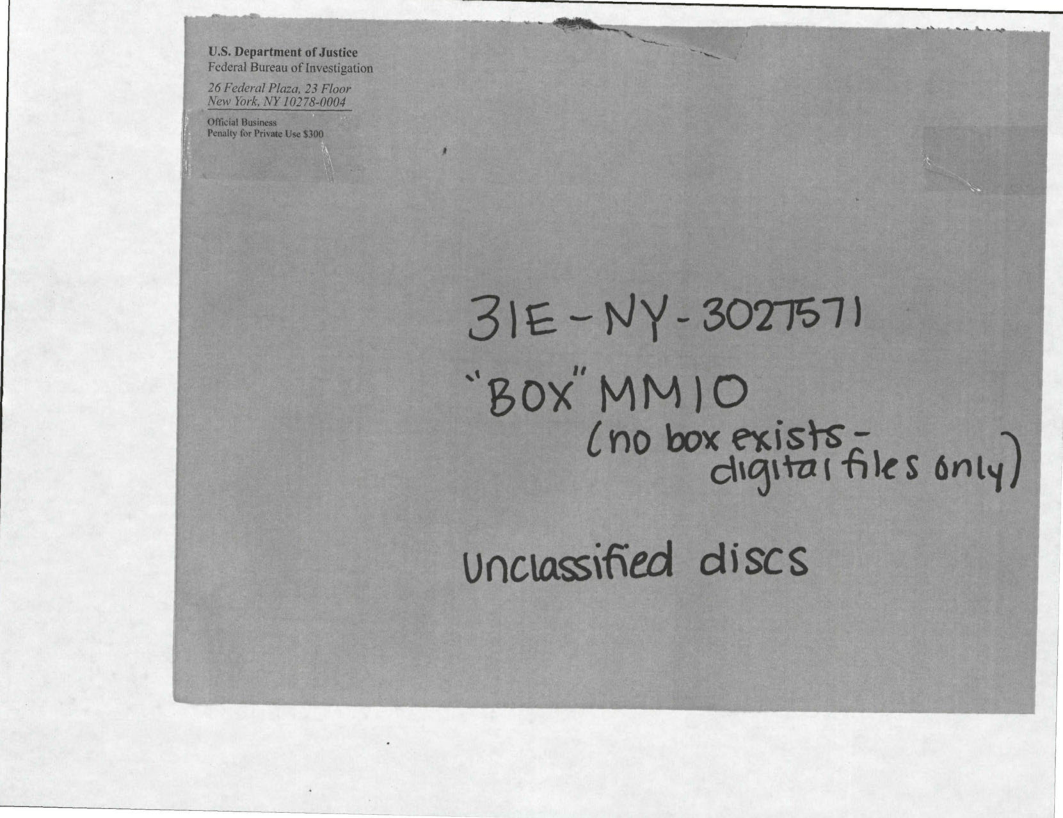 U.S. Department of Justice
Federal Bureau of Investigation
26 Federal Plaza, 23 Floor
New York, NY 10278-0004
Official Business
Penalty for Private Use $300
31E-NY-3027571
"BOX" MM10
(no box exists-
digital files only)
Unclassified discs